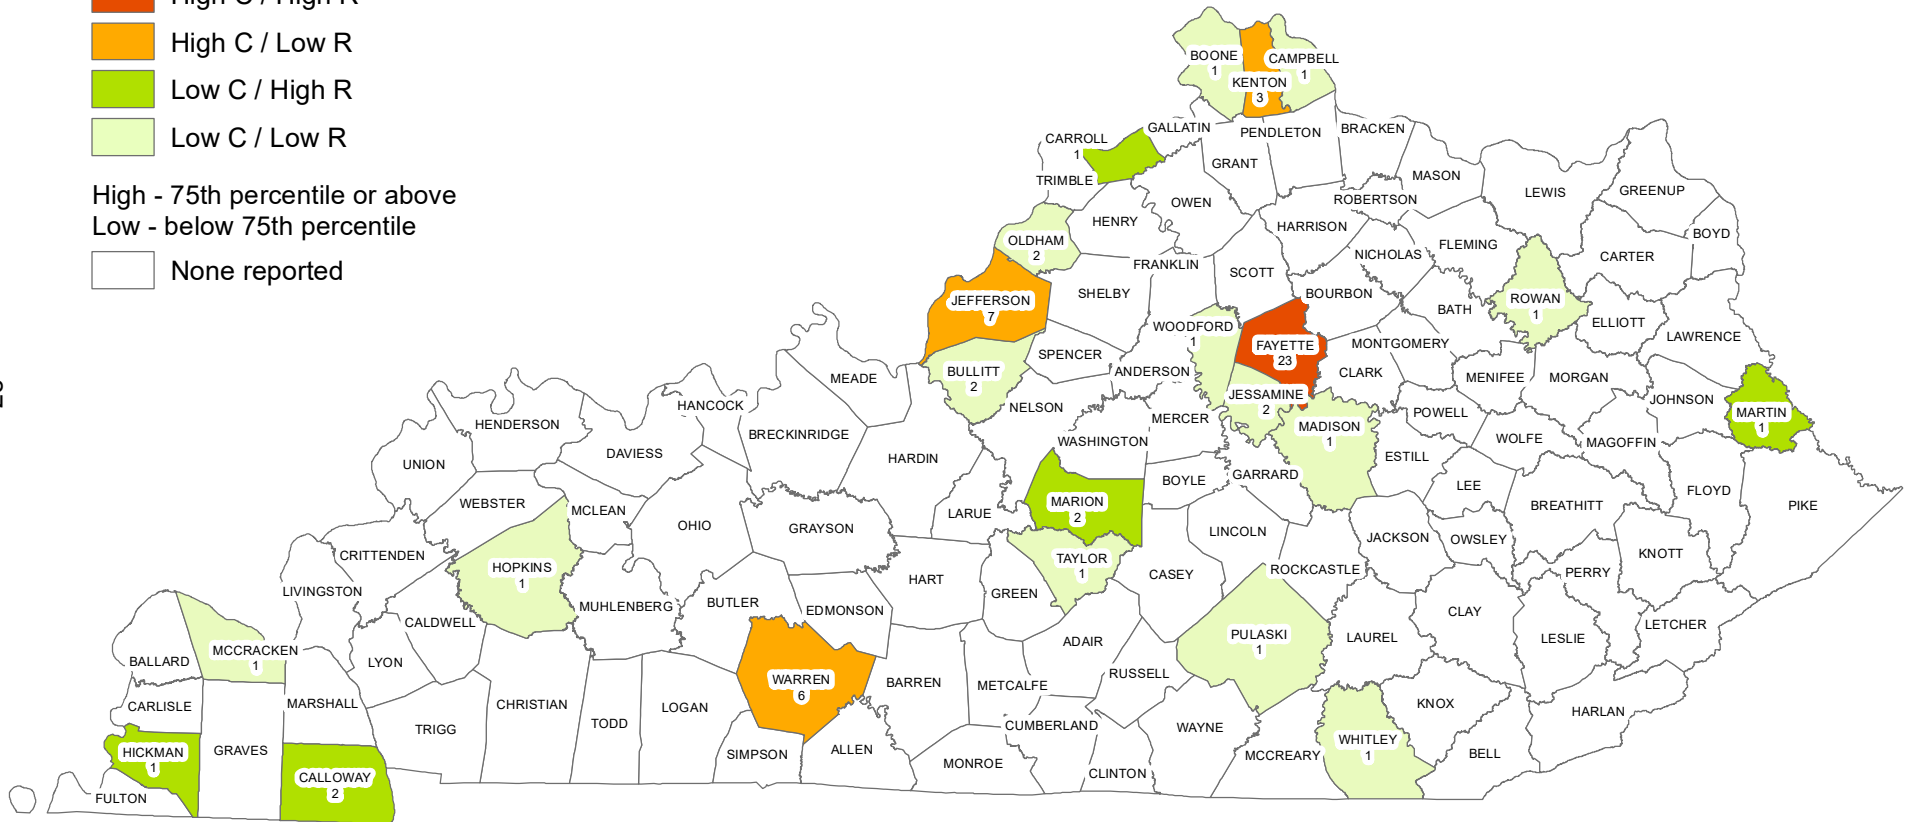 High C / High R
High C / Low R
Low C / High R
Low C / Low R
High - 75th percentile or above
Low - below 75th percentile
None reported
BOONE
1
CAMPBELL
1
KENTON
3
CARROLL
1
GALLATIN
PENDLETON
BRACKEN
GRANT
MASON
TRIMBLE
OWEN
ROBERTSON
LEWIS
GREENUP
HENRY
HARRISON
OLDHAM
2
FLEMING
BOYD
NICHOLAS
CARTER
FRANKLIN
SCOTT
SHELBY
BOURBON
JEFFERSON
7
BATH
ROWAN
1
ELLIOTT
WOODFORD
1
FAYETTE
23
MONTGOMERY
LAWRENCE
SPENCER
ANDERSON
CLARK
MENIFEE
MORGAN
BULLITT
2
MEADE
JESSAMINE
2
JOHNSON
MARTIN
1
HANCOCK
NELSON
MERCER
POWELL
HENDERSON
BRECKINRIDGE
WASHINGTON
MADISON
1
WOLFE
MAGOFFIN
DAVIESS
UNION
HARDIN
ESTILL
GARRARD
BOYLE
LEE
FLOYD
WEBSTER
MCLEAN
LARUE
MARION
2
BREATHITT
PIKE
OHIO
GRAYSON
LINCOLN
JACKSON
OWSLEY
CRITTENDEN
KNOTT
HOPKINS
1
TAYLOR
1
CASEY
ROCKCASTLE
PERRY
HART
GREEN
LIVINGSTON
MUHLENBERG
BUTLER
EDMONSON
CLAY
CALDWELL
LETCHER
PULASKI
1
LAUREL
LESLIE
ADAIR
MCCRACKEN
1
BALLARD
LYON
RUSSELL
WARREN
6
BARREN
METCALFE
CARLISLE
MARSHALL
CHRISTIAN
LOGAN
KNOX
HARLAN
TODD
TRIGG
CUMBERLAND
WAYNE
HICKMAN
1
GRAVES
SIMPSON
ALLEN
MCCREARY
WHITLEY
1
BELL
MONROE
CLINTON
CALLOWAY
2
FULTON